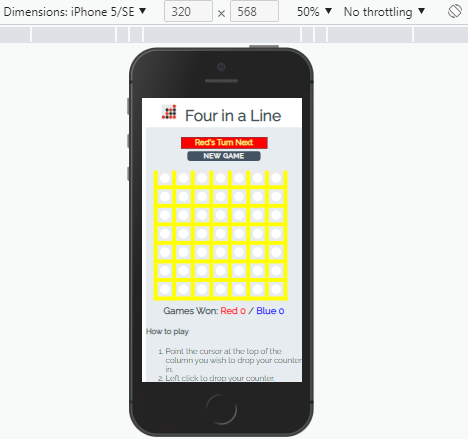 Dimensions: iPhone 5/SE ▼ 320 × 568 50% ▼ No throttling ▼
Four in a Line
Red's Turn Next
NEW GAME
Games Won: Red 0 / Blue 0
How to play
1. Point the cursor at the top of the
column you wish to drop your counter
in.
2. Left click to drop your counter.